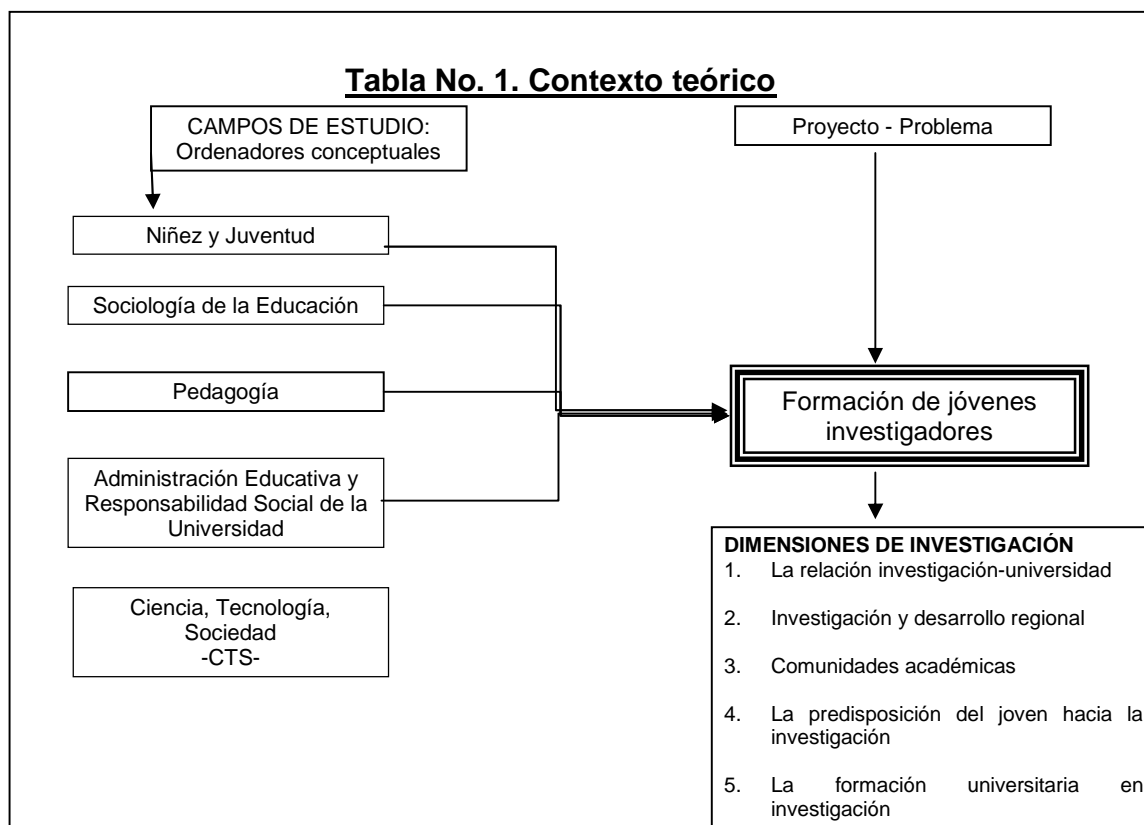 Tabla No. 1. Contexto teórico
CAMPOS DE ESTUDIO:
Ordenadores conceptuales
Niñez y Juventud
Sociología de la Educación
Pedagogía
Administración Educativa y
Responsabilidad Social de la
Universidad
Ciencia, Tecnología,
Sociedad
-CTS-
Proyecto - Problema
Formación de jóvenes
investigadores
DIMENSIONES DE INVESTIGACIÓN
1. La relación investigación-universidad
2. Investigación y desarrollo regional
3. Comunidades académicas
4. La predisposición del joven hacia la
investigación
5. La formación universitaria en
investigación